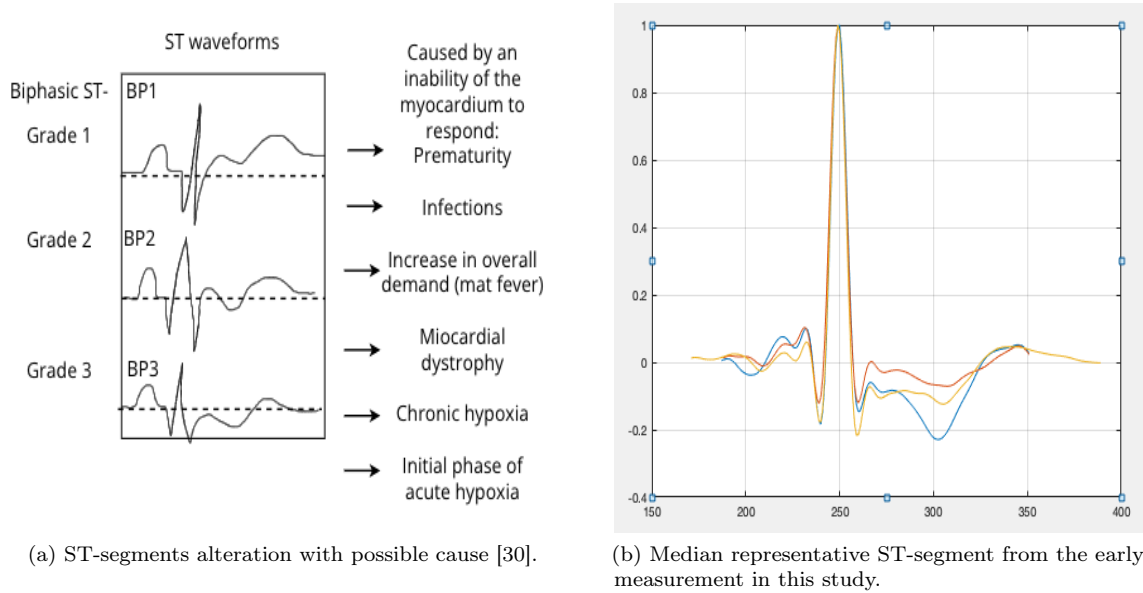 ST waveforms
Biphasic ST-
Grade 1
Grade 2
Grade 3
BP1
BP2
BP3
Caused by an
inability of the
myocardium to
respond:
Prematurity
Infections
Increase in overall
demand (mat fever)
Miocardial
dystrophy
Chronic hypoxia
Initial phase of
acute hypoxia
(a) ST-segments alteration with possible cause [30].
1
0.8
0.6
0.4
0.2
0
-0.2
-0.4
150 200 250 300 350 400
(b) Median representative ST-segment from the early
measurement in this study.